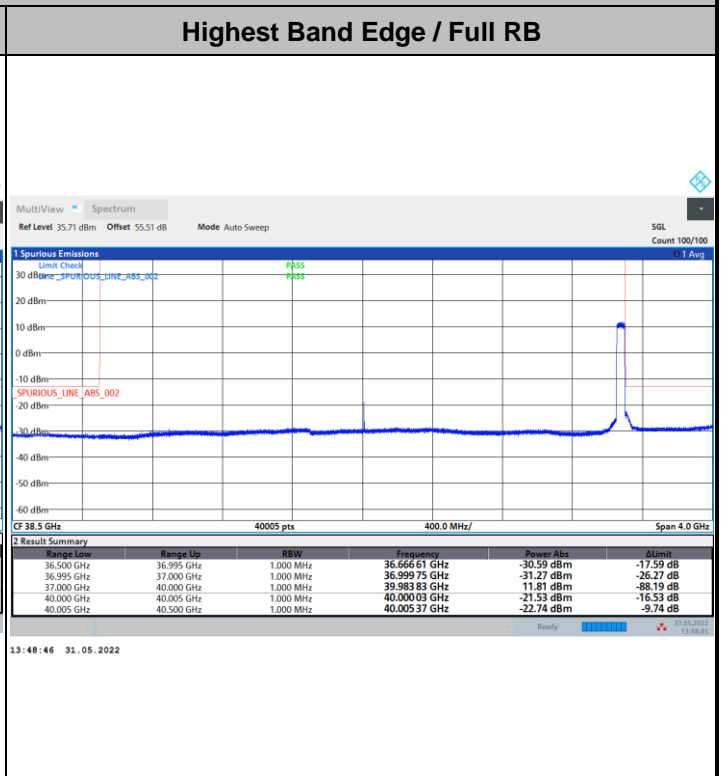 Highest Band Edge / Full RB
MultiView Spectrum
Ref Level 35.71 dBm Offset 55.51 dB Mode Auto Sweep SGL
Count 100/100
1 Spurious Emissions 1 Avg
Limit Check PASS
30 dBm Line _SPURIOUS_LINE_ABS_002 PASS
20 dBm
10 dBm
0 dBm
-10 dBm
_SPURIOUS_LINE_ABS_002
-20 dBm
-30 dBm
-40 dBm
-50 dBm
-60 dBm
CF 38.5 GHz 40005 pts 400.0 MHz/ Span 4.0 GHz
2 Result Summary
Range Low Range Up RBW Frequency Power Abs ΔLimit
36.500 GHz 36.995 GHz 1.000 MHz 36.666 61 GHz -30.59 dBm -17.59 dB
36.995 GHz 37.000 GHz 1.000 MHz 36.999 75 GHz -31.27 dBm -26.27 dB
37.000 GHz 40.000 GHz 1.000 MHz 39.983 83 GHz 11.81 dBm -88.19 dB
40.000 GHz 40.005 GHz 1.000 MHz 40.000 03 GHz -21.53 dBm -16.53 dB
40.005 GHz 40.500 GHz 1.000 MHz 40.005 37 GHz -22.74 dBm -9.74 dB
Ready 31.05.2022
13:48:45
13:48:46 31.05.2022